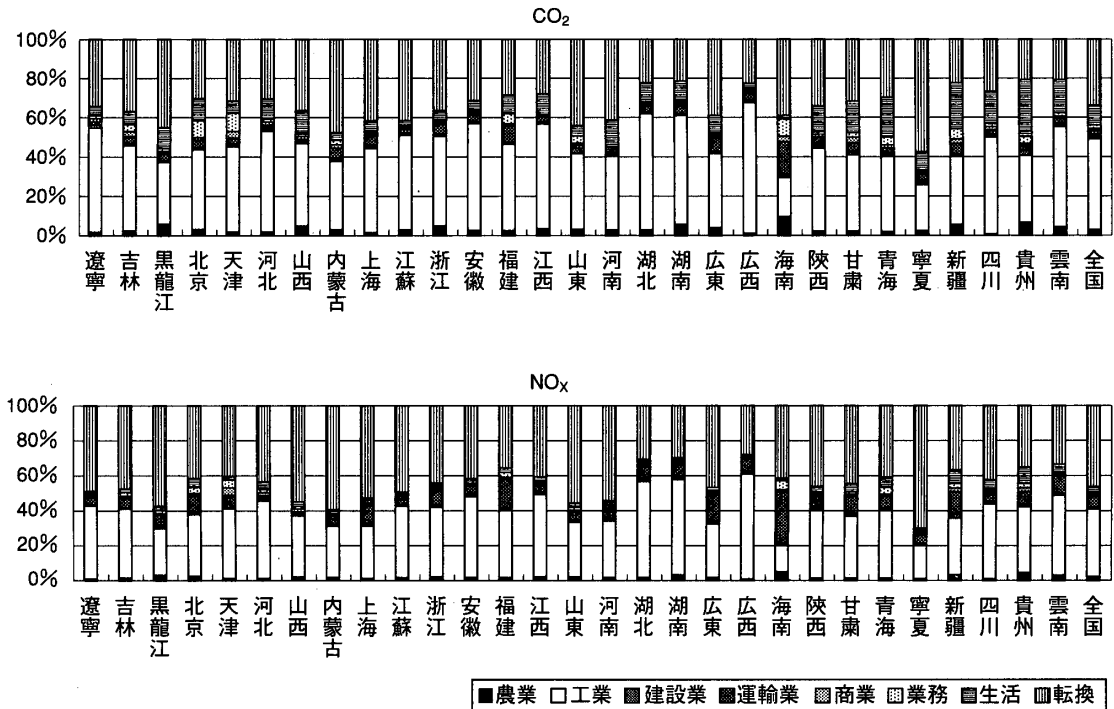 CO₂
100%
80%
60%
40%
20%
0%
遼寧 吉林 黒龍江 北京 天津 河北 山西 内蒙古 上海 江蘇 浙江 安徽 福建 江西 山東 河南 湖北 湖南 広東 広西 海南 陝西 甘粛 青海 寧夏 新疆 四川 貴州 雲南 全国
NOX
100%
80%
60%
40%
20%
0%
遼寧 吉林 黒龍江 北京 天津 河北 山西 内蒙古 上海 江蘇 浙江 安徽 福建 江西 山東 河南 湖北 湖南 広東 広西 海南 陝西 甘粛 青海 寧夏 新疆 四川 貴州 雲南 全国
農業 工業 建設業 運輸業 商業 業務 生活 転換